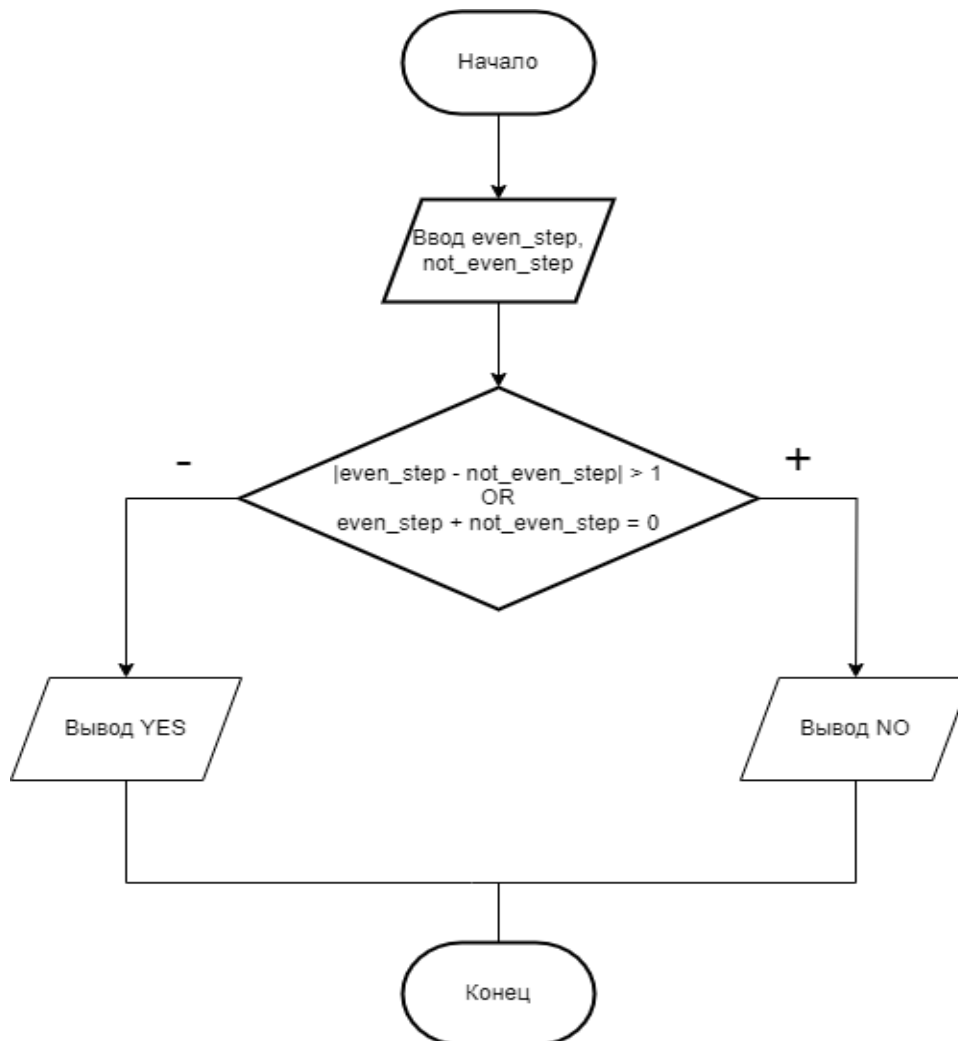 Начало
Ввод even_step,
not_even_step
|even_step - not_even_step| > 1
OR
even_step + not_even_step = 0
-
+
Вывод YES
Вывод NO
Конец